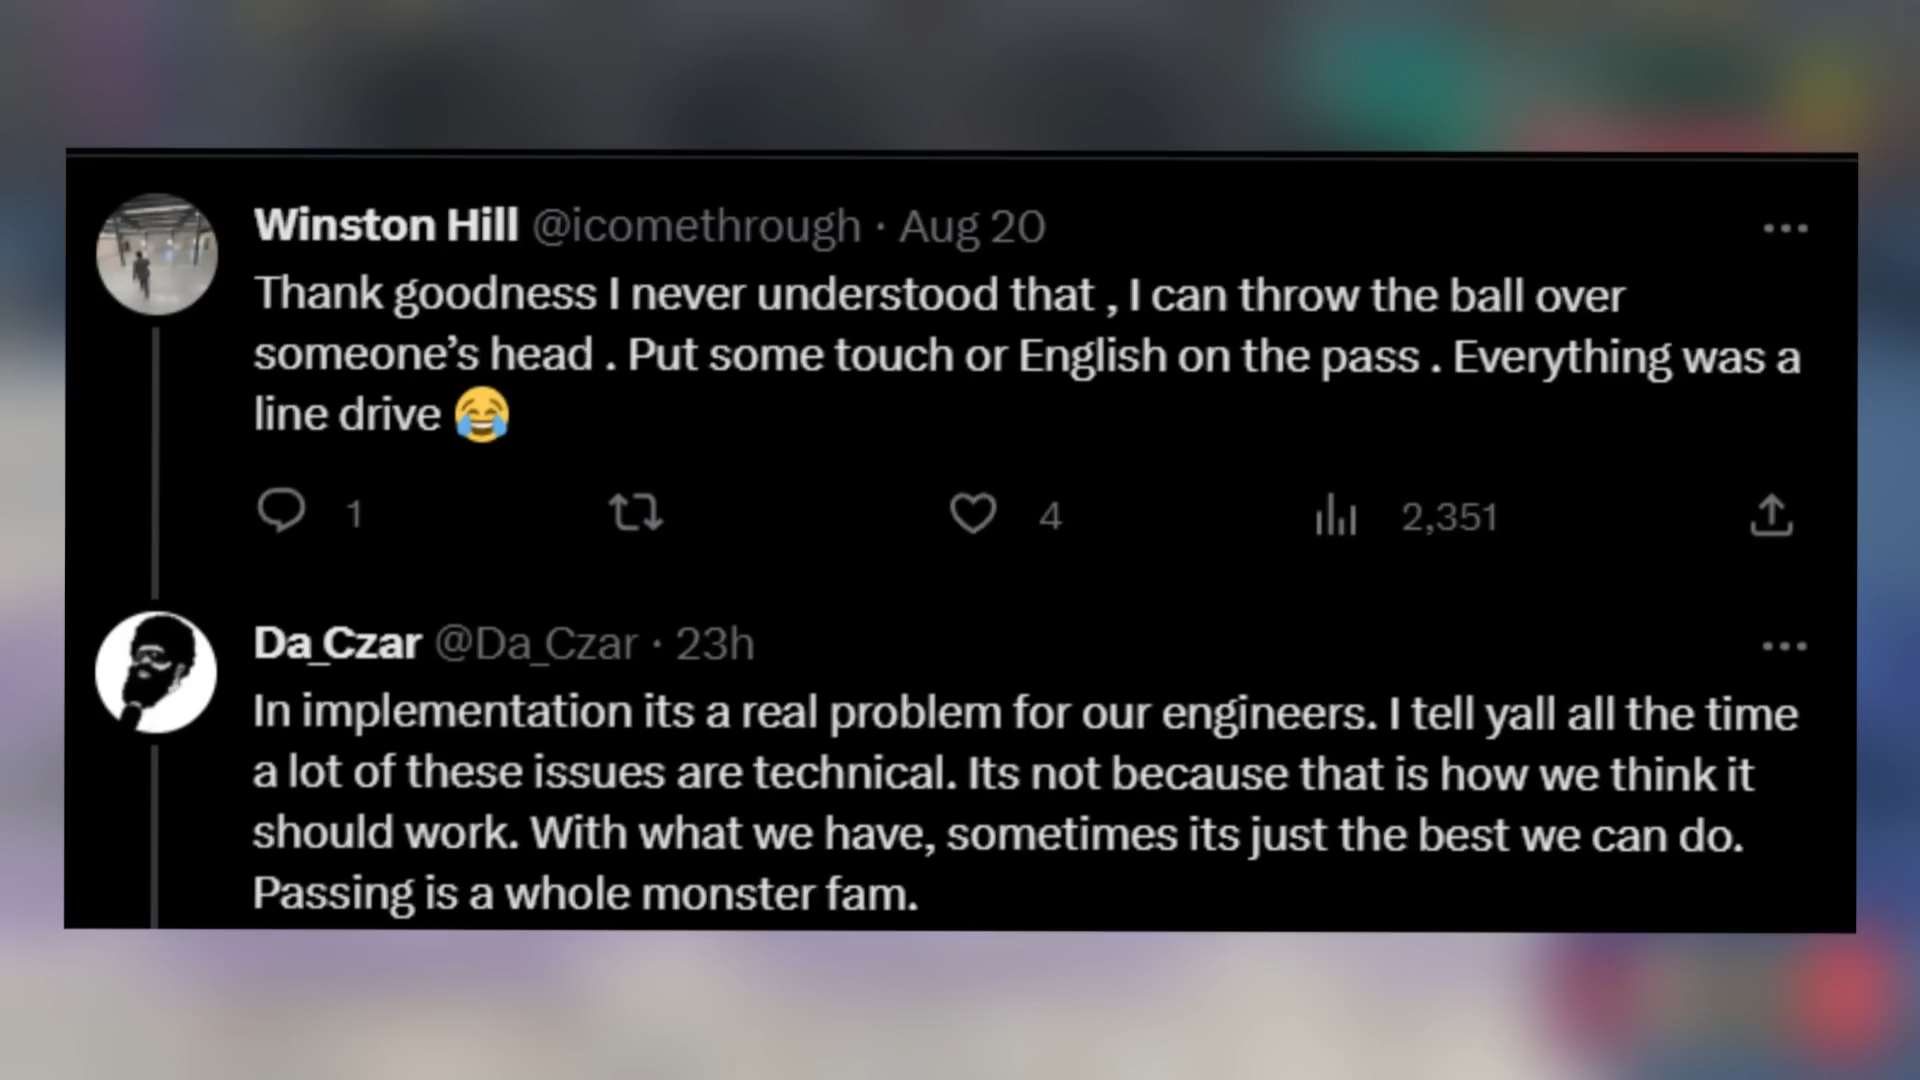 Winston Hill @icomethrough · Aug 20
Thank goodness I never understood that , I can throw the ball over
someone’s head . Put some touch or English on the pass . Everything was a
line drive 😂
1 4 2,351
Da_Czar @Da_Czar · 23h
In implementation its a real problem for our engineers. I tell yall all the time
a lot of these issues are technical. Its not because that is how we think it
should work. With what we have, sometimes its just the best we can do.
Passing is a whole monster fam.